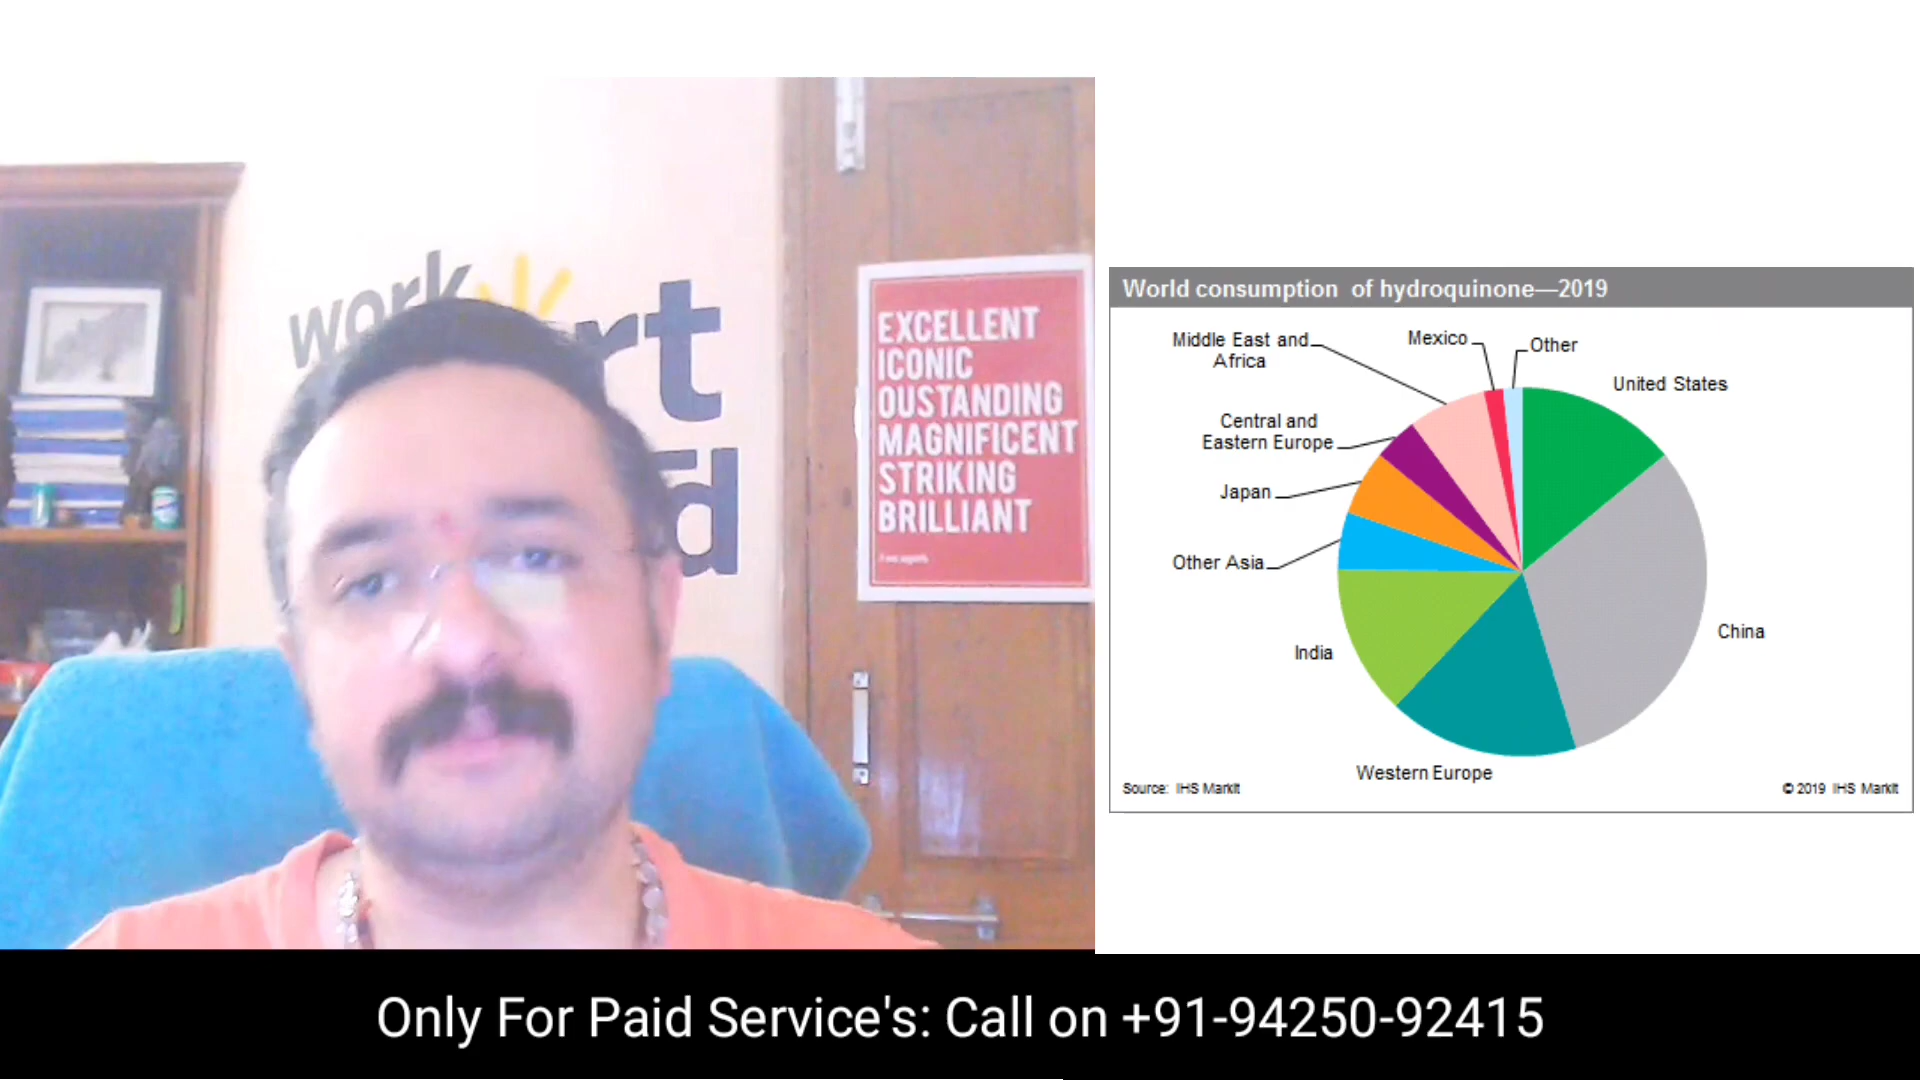 work
rt
d
EXCELLENT
ICONIC
OUSTANDING
MAGNIFICENT
STRIKING
BRILLIANT
World consumption of hydroquinone—2019
Middle East and
Africa
Mexico
Other
United States
Central and
Eastern Europe
Japan
Other Asia
India
China
Western Europe
Source: IHS Markit
© 2019 IHS Markit
Only For Paid Service's: Call on +91-94250-92415